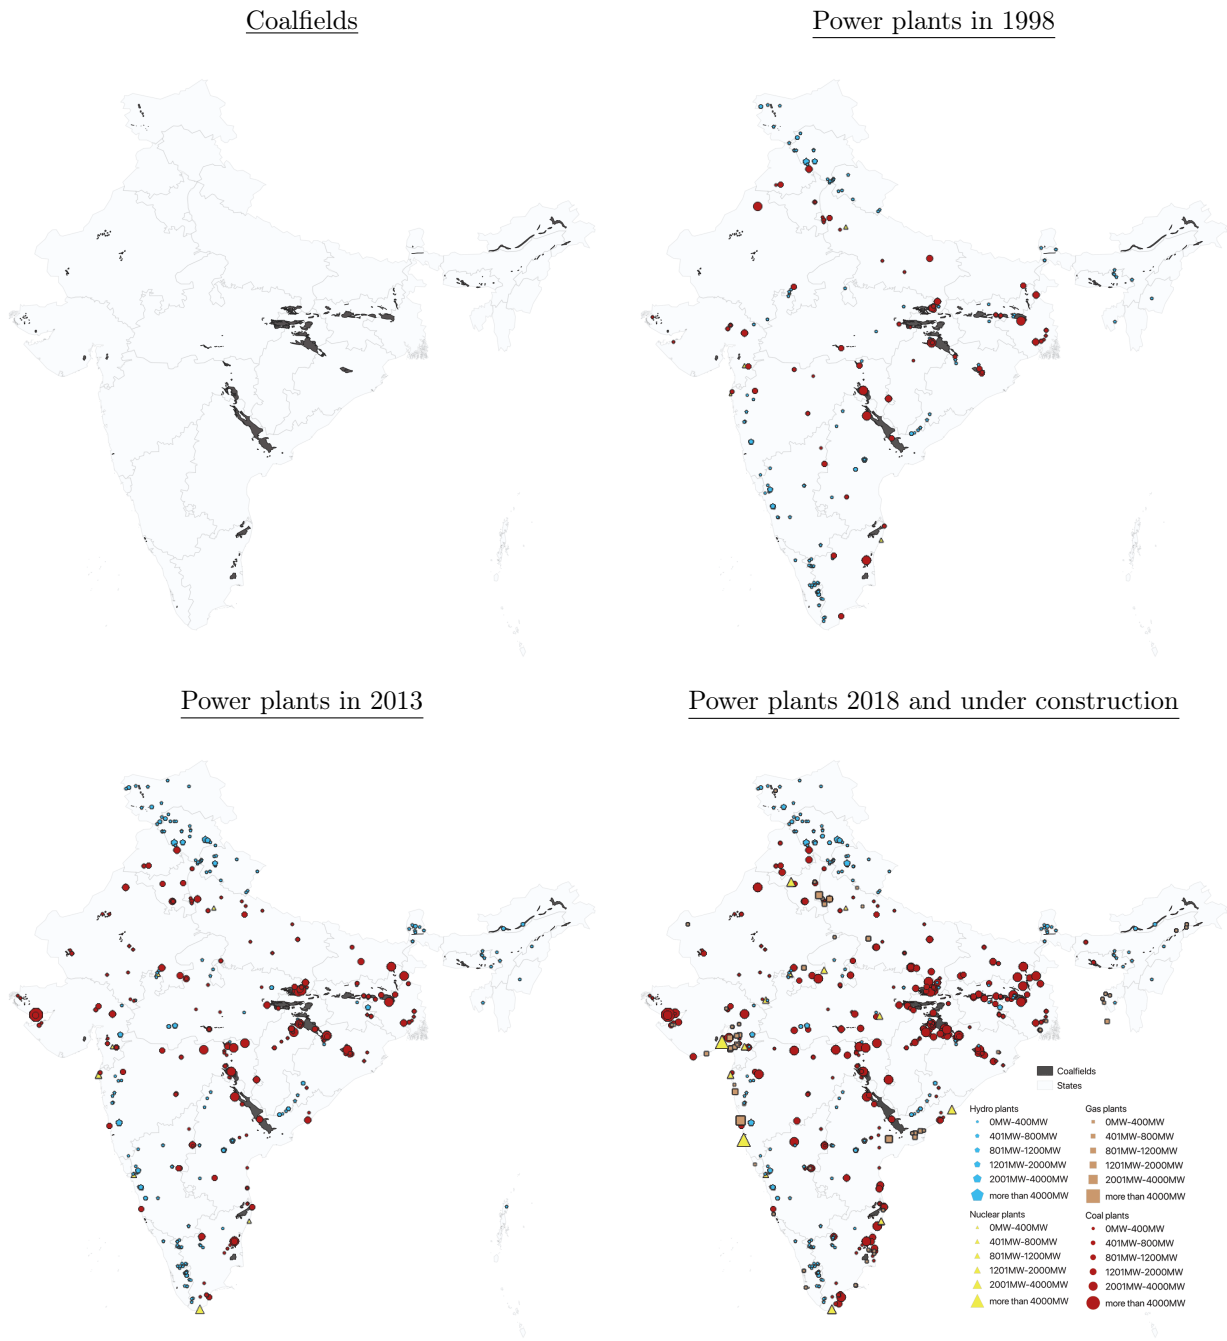 Coalfields
Power plants in 1998
Power plants in 2013
Power plants 2018 and under construction
Coalfields
States
Hydro plants
0MW-400MW
401MW-800MW
801MW-1200MW
1201MW-2000MW
2001MW-4000MW
more than 4000MW
Gas plants
0MW-400MW
401MW-800MW
801MW-1200MW
1201MW-2000MW
2001MW-4000MW
more than 4000MW
Nuclear plants
0MW-400MW
401MW-800MW
801MW-1200MW
1201MW-2000MW
2001MW-4000MW
more than 4000MW
Coal plants
0MW-400MW
401MW-800MW
801MW-1200MW
1201MW-2000MW
2001MW-4000MW
more than 4000MW